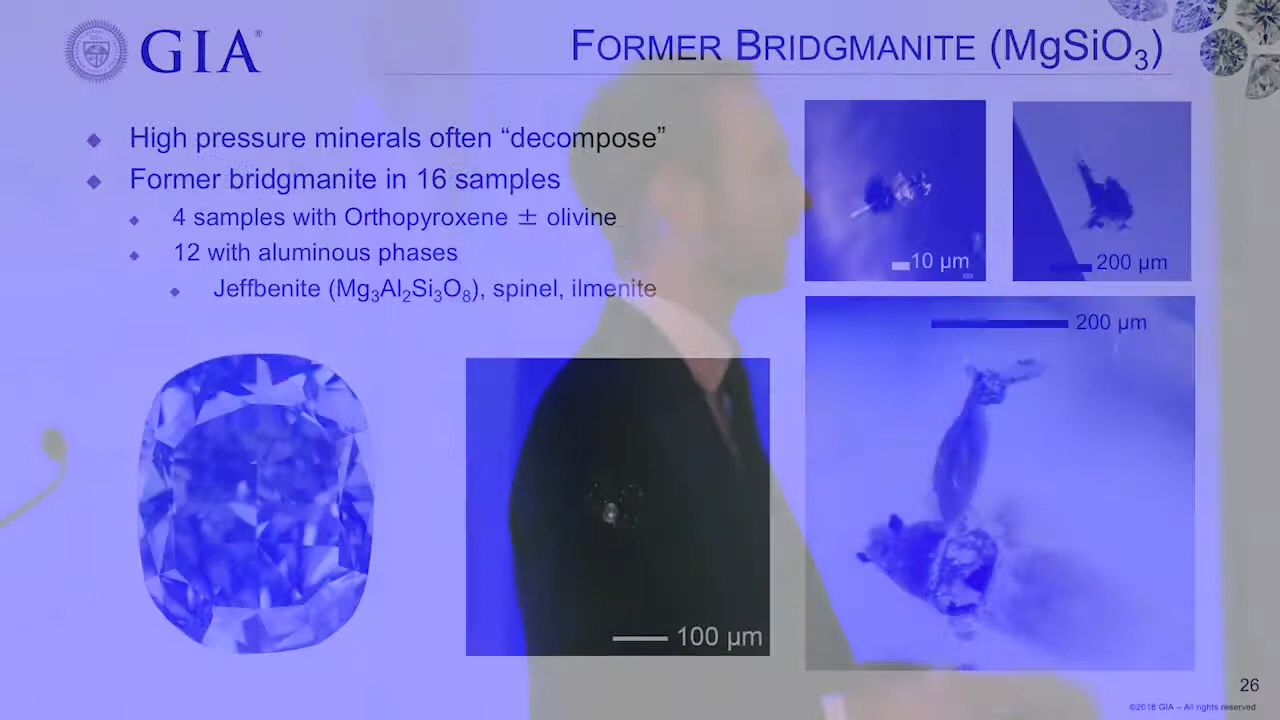 GIA®
FORMER BRIDGMANITE (MgSiO3)
High pressure minerals often “decompose”
Former bridgmanite in 16 samples
4 samples with Orthopyroxene ± olivine
12 with aluminous phases
Jeffbenite (Mg3Al2Si3O8), spinel, ilmenite
10 µm
200 µm
200 µm
100 µm
26
©2018 GIA – All rights reserved